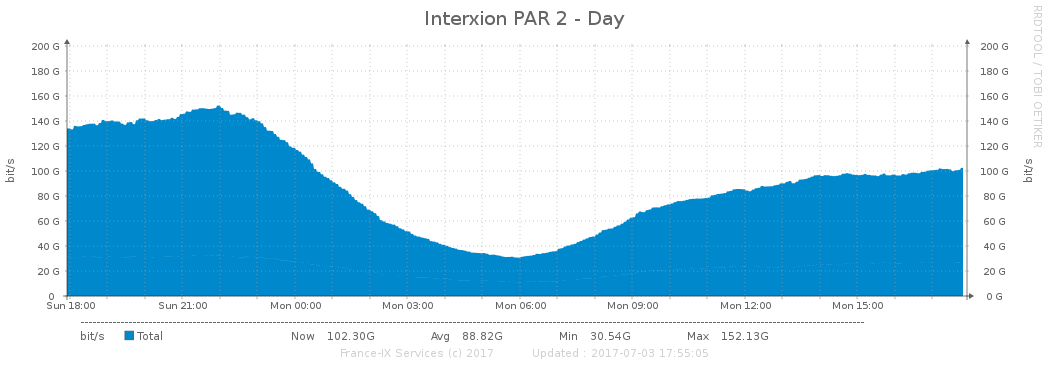 Interxion PAR 2 - Day
RRDTOOL / TOBI OETIKER
200 G 200 G
180 G 180 G
160 G 160 G
140 G 140 G
120 G 120 G
100 G 100 G
80 G 80 G
60 G 60 G
40 G 40 G
20 G 20 G
0 0 G
bit/s bit/s
Sun 18:00 Sun 21:00 Mon 00:00 Mon 03:00 Mon 06:00 Mon 09:00 Mon 12:00 Mon 15:00
bit/s Total Now 102.30G Avg 88.82G Min 30.54G Max 152.13G
France-IX Services (c) 2017 Updated : 2017-07-03 17:55:05